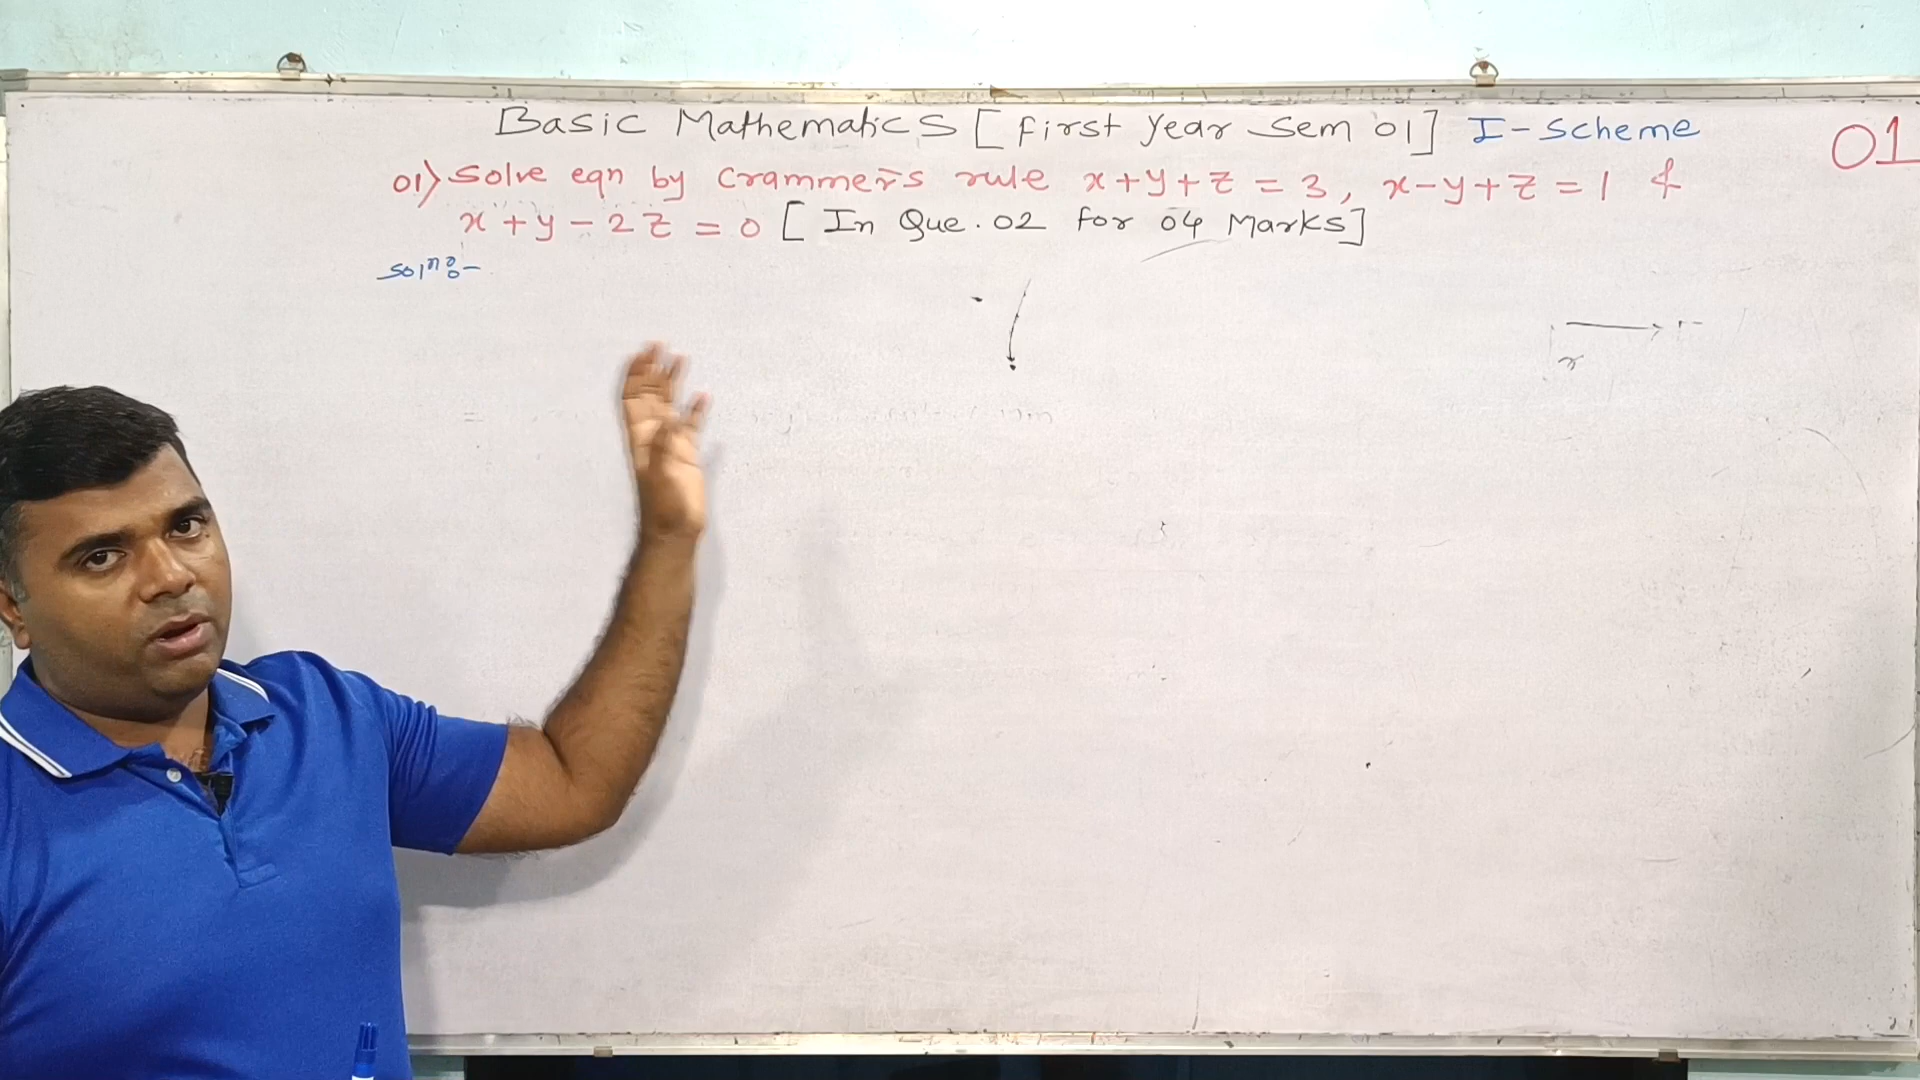 Basic Mathematics [First Year Sem 01] I-Scheme
01
01) Solve eqn by Crammer's rule x+y+z = 3, x-y+z = 1 &
x+y-2z = 0 [In Que. 02 for 04 Marks]
Soln:-